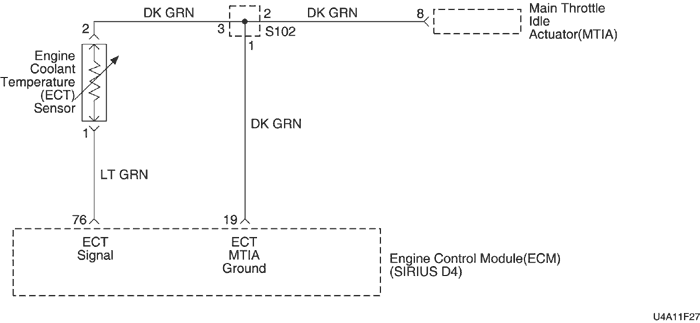 DK GRN
2
DK GRN
8
Main Throttle
Idle
Actuator(MTIA)
2
3
S102
1
Engine
Coolant
Temperature
(ECT)
Sensor
1
DK GRN
LT GRN
76
19
ECT
Signal
ECT
MTIA
Ground
Engine Control Module(ECM)
(SIRIUS D4)
U4A11F27